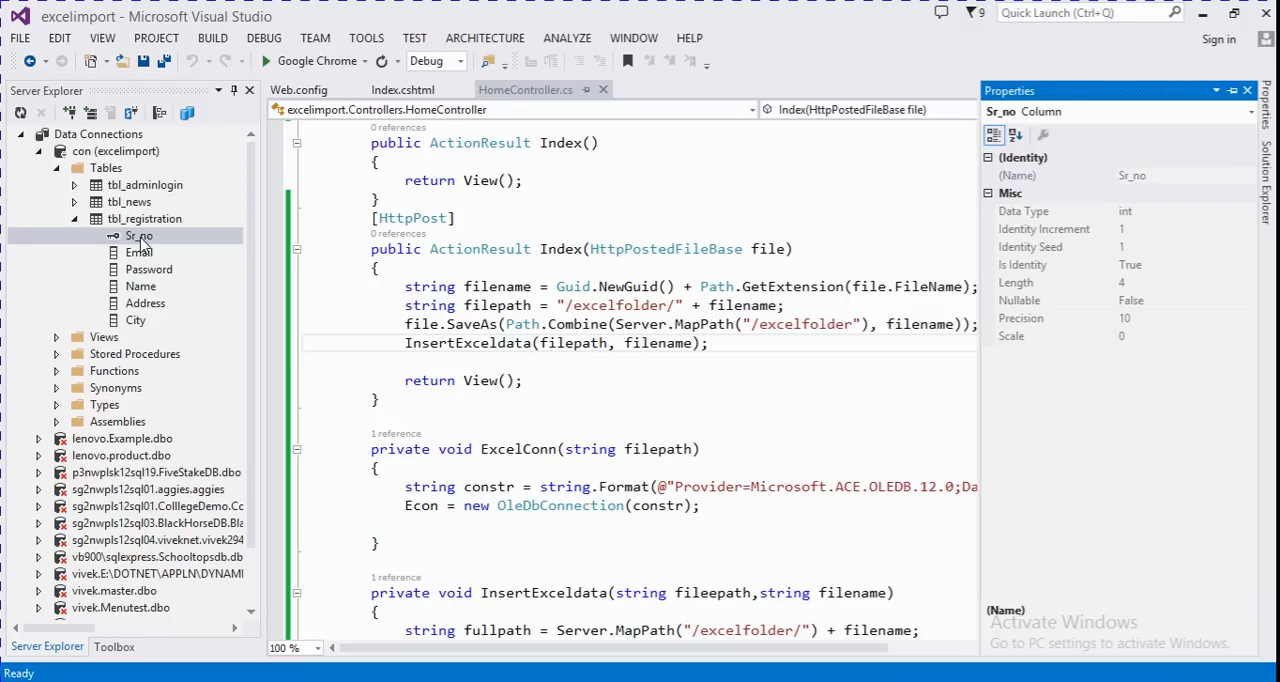 excelimport - Microsoft Visual Studio
9
Quick Launch (Ctrl+Q)
FILE EDIT VIEW PROJECT BUILD DEBUG TEAM TOOLS TEST ARCHITECTURE ANALYZE WINDOW HELP
Sign in
Google Chrome
Debug
Server Explorer
Data Connections
con (excelimport)
Tables
tbl_adminlogin
tbl_news
tbl_registration
Sr_no
Email
Password
Name
Address
City
Views
Stored Procedures
Functions
Synonyms
Types
Assemblies
lenovo.Example.dbo
lenovo.product.dbo
p3nwplsk12sql19.FiveStakeDB.dbo
sg2nwpls12sql01.aggies.aggies
sg2nwpls12sql01.ColllegeDemo.Co
sg2nwpls12sql03.BlackHorseDB.Bla
sg2nwpls12sql04.viveknet.vivek294
vb900\sqlexpress.Schooltopsdb.db
vivek.E:\DOTNET\APPLN\DYNAMI
vivek.master.dbo
vivek.Menutest.dbo
Server Explorer Toolbox
Web.config Index.cshtml HomeController.cs
excelimport.Controllers.HomeController Index(HttpPostedFileBase file)
0 references
public ActionResult Index()
{
return View();
}
[HttpPost]
0 references
public ActionResult Index(HttpPostedFileBase file)
{
string filename = Guid.NewGuid() + Path.GetExtension(file.FileName);
string filepath = "/excelfolder/" + filename;
file.SaveAs(Path.Combine(Server.MapPath("/excelfolder"), filename));
InsertExceldata(filepath, filename);
return View();
}
1 reference
private void ExcelConn(string filepath)
{
string constr = string.Format(@"Provider=Microsoft.ACE.OLEDB.12.0;Da
Econ = new OleDbConnection(constr);
}
1 reference
private void InsertExceldata(string fileepath,string filename)
{
string fullpath = Server.MapPath("/excelfolder/") + filename;
100 %
Properties
Sr_no Column
(Identity)
(Name) Sr_no
Misc
Data Type int
Identity Increment 1
Identity Seed 1
Is Identity True
Length 4
Nullable False
Precision 10
Scale 0
(Name)
Activate Windows
Go to PC settings to activate Windows.
Properties
Solution Explorer
Ready